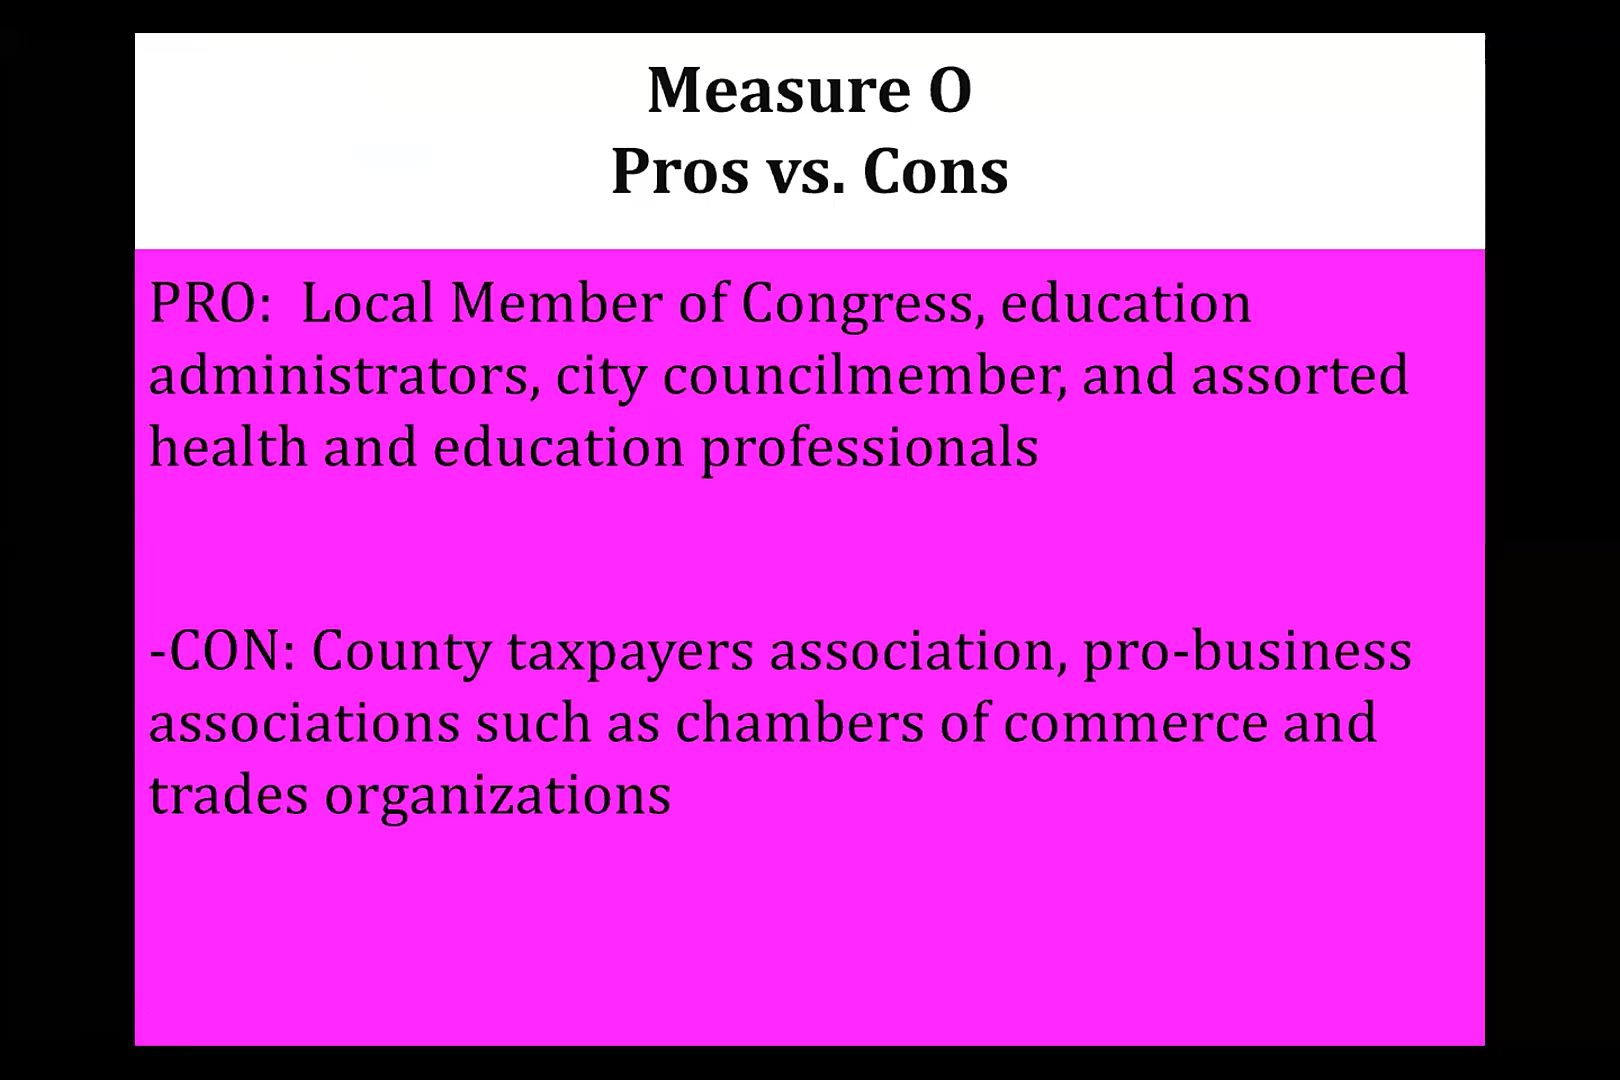 Measure O
Pros vs. Cons
PRO:  Local Member of Congress, education
administrators, city councilmember, and assorted
health and education professionals
-CON: County taxpayers association, pro-business
associations such as chambers of commerce and
trades organizations